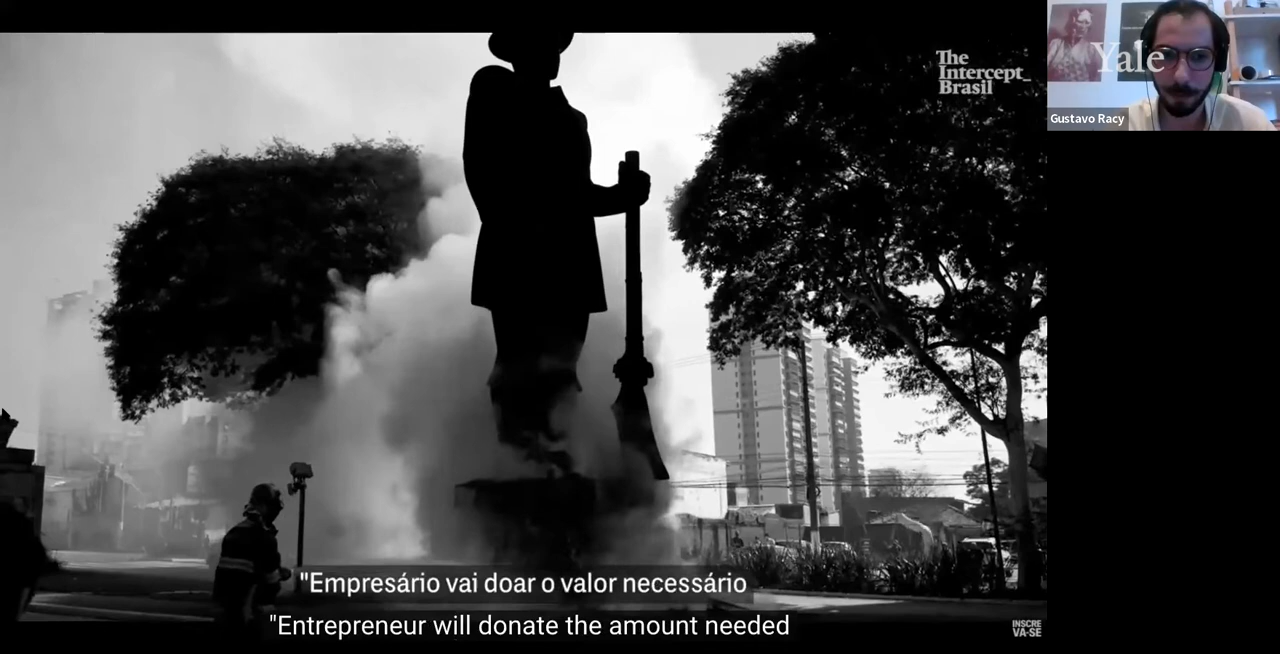 The
Intercept_
Brasil
Yale
Gustavo Racy
"Empresário vai doar o valor necessário
"Entrepreneur will donate the amount needed
INSCRE
VA-SE